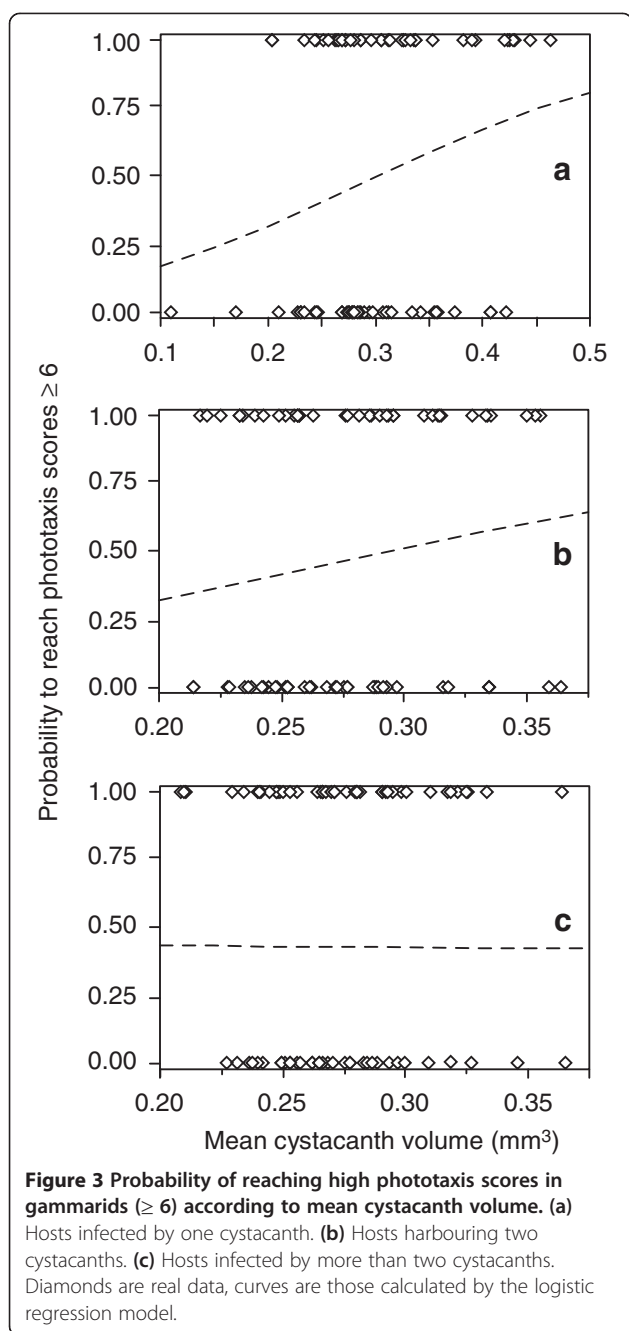 Probability to reach phototaxis scores ≥ 6
1.00
0.75
0.50
0.25
0.00
a
0.1 0.2 0.3 0.4 0.5
1.00
0.75
0.50
0.25
0.00
b
0.20 0.25 0.30 0.35
1.00
0.75
0.50
0.25
0.00
c
0.20 0.25 0.30 0.35
Mean cystacanth volume (mm³)
Figure 3 Probability of reaching high phototaxis scores in
gammarids (≥ 6) according to mean cystacanth volume. (a)
Hosts infected by one cystacanth. (b) Hosts harbouring two
cystacanths. (c) Hosts infected by more than two cystacanths.
Diamonds are real data, curves are those calculated by the logistic
regression model.